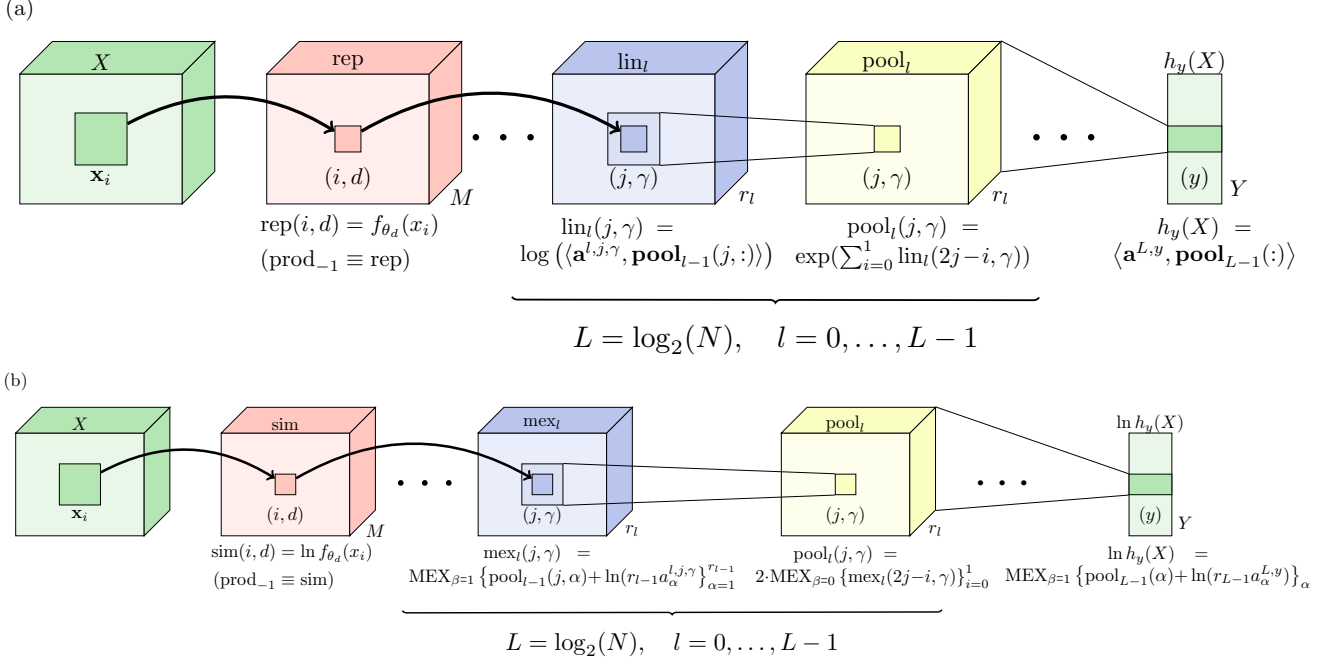 (a)
X
rep
lin_l
pool_l
h_y(X)
x_i
(i, d)
M
• • •
(j, γ)
r_l
(j, γ)
r_l
• • •
(y)
Y
rep(i, d) = f_{θ_d}(x_i)
(prod_{−1} ≡ rep)
lin_l(j, γ) =
log (⟨a^{l,j,γ}, pool_{l−1}(j, :)⟩)
pool_l(j, γ) =
exp(∑_{i=0}^{1} lin_l(2j−i, γ))
h_y(X) =
⟨a^{L,y}, pool_{L−1}(:)⟩
L = log_2(N), l = 0, . . . , L − 1
(b)
X
sim
mex_l
pool_l
ln h_y(X)
x_i
(i, d)
M
• • •
(j, γ)
r_l
(j, γ)
r_l
• • •
(y)
Y
sim(i, d) = ln f_{θ_d}(x_i)
(prod_{−1} ≡ sim)
mex_l(j, γ) =
MEX_{β=1} {pool_{l−1}(j, α)+ ln(r_{l−1}a_α^{l,j,γ}}_{α=1}^{r_{l−1}}
pool_l(j, γ) =
2·MEX_{β=0} {mex_l(2j−i, γ)}_{i=0}^{1}
ln h_y(X) =
MEX_{β=1} {pool_{L−1}(α)+ ln(r_{L−1}a_α^{L,y})}_α
L = log_2(N), l = 0, . . . , L − 1